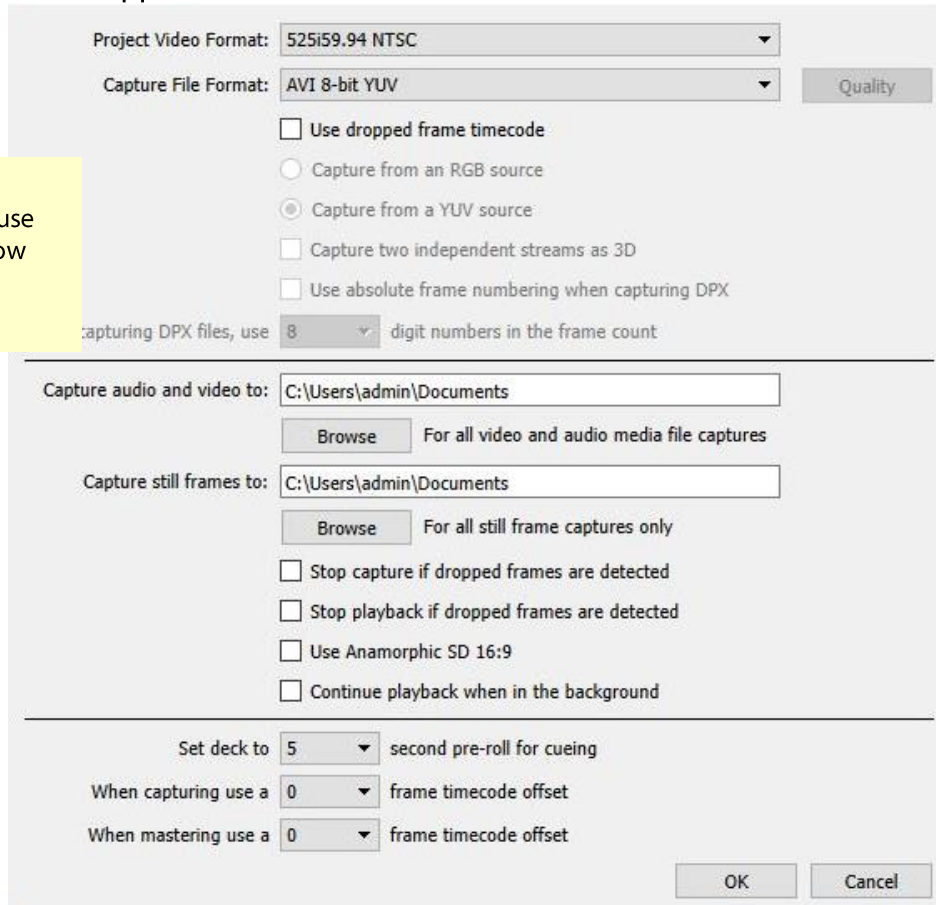 Project Video Format: 525i59.94 NTSC
Capture File Format: AVI 8-bit YUV Quality
Use dropped frame timecode
Capture from an RGB source
use
Capture from a YUV source
ow
Capture two independent streams as 3D
Use absolute frame numbering when capturing DPX
capturing DPX files, use 8 digit numbers in the frame count
Capture audio and video to: C:\Users\admin\Documents
Browse For all video and audio media file captures
Capture still frames to: C:\Users\admin\Documents
Browse For all still frame captures only
Stop capture if dropped frames are detected
Stop playback if dropped frames are detected
Use Anamorphic SD 16:9
Continue playback when in the background
Set deck to 5 second pre-roll for cueing
When capturing use a 0 frame timecode offset
When mastering use a 0 frame timecode offset
OK Cancel